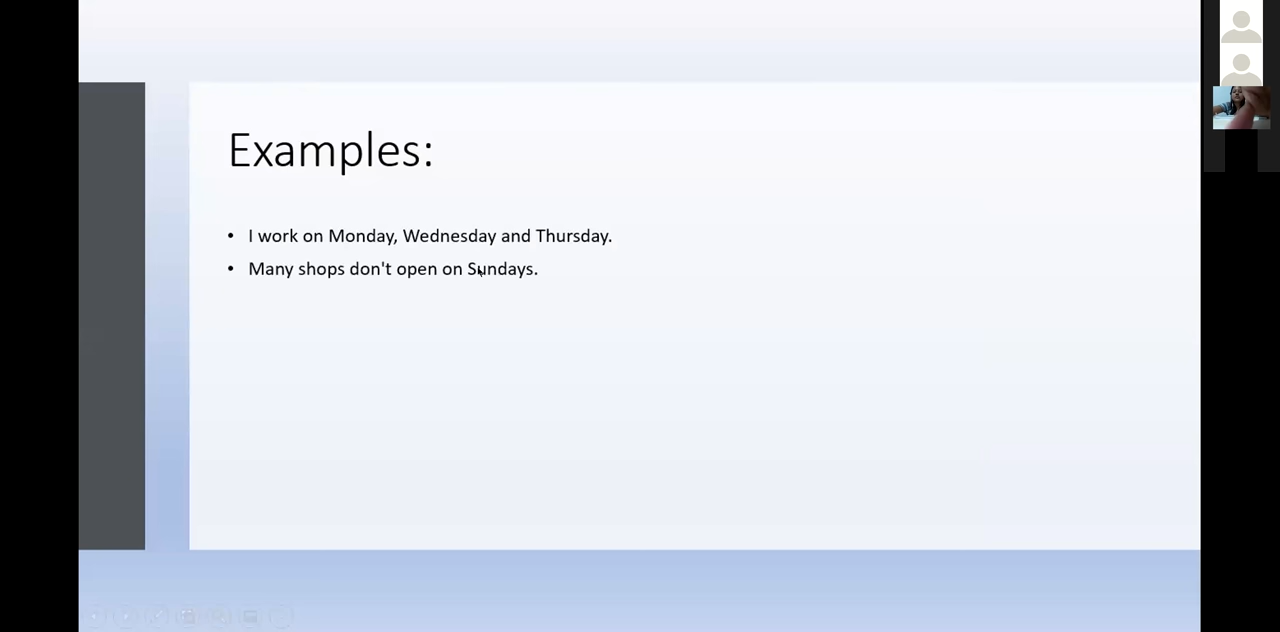 Examples:
• I work on Monday, Wednesday and Thursday.
• Many shops don't open on Sundays.